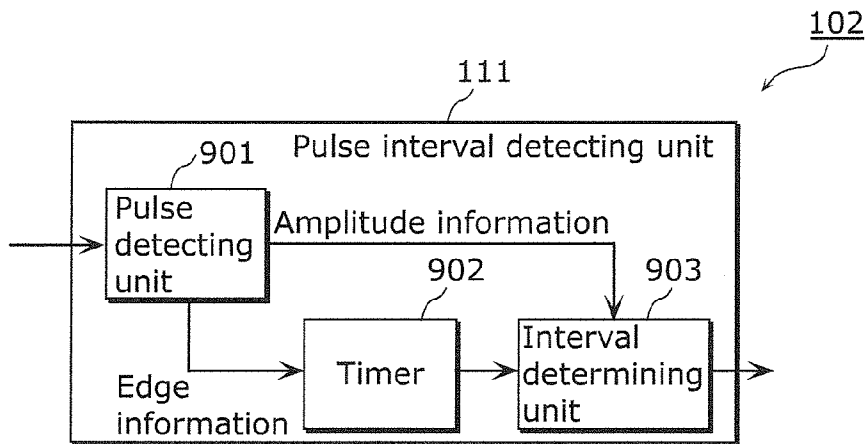 102
111
Pulse interval detecting unit
901
Pulse
detecting
unit
Amplitude information
902
903
Timer
Interval
determining
unit
Edge
information